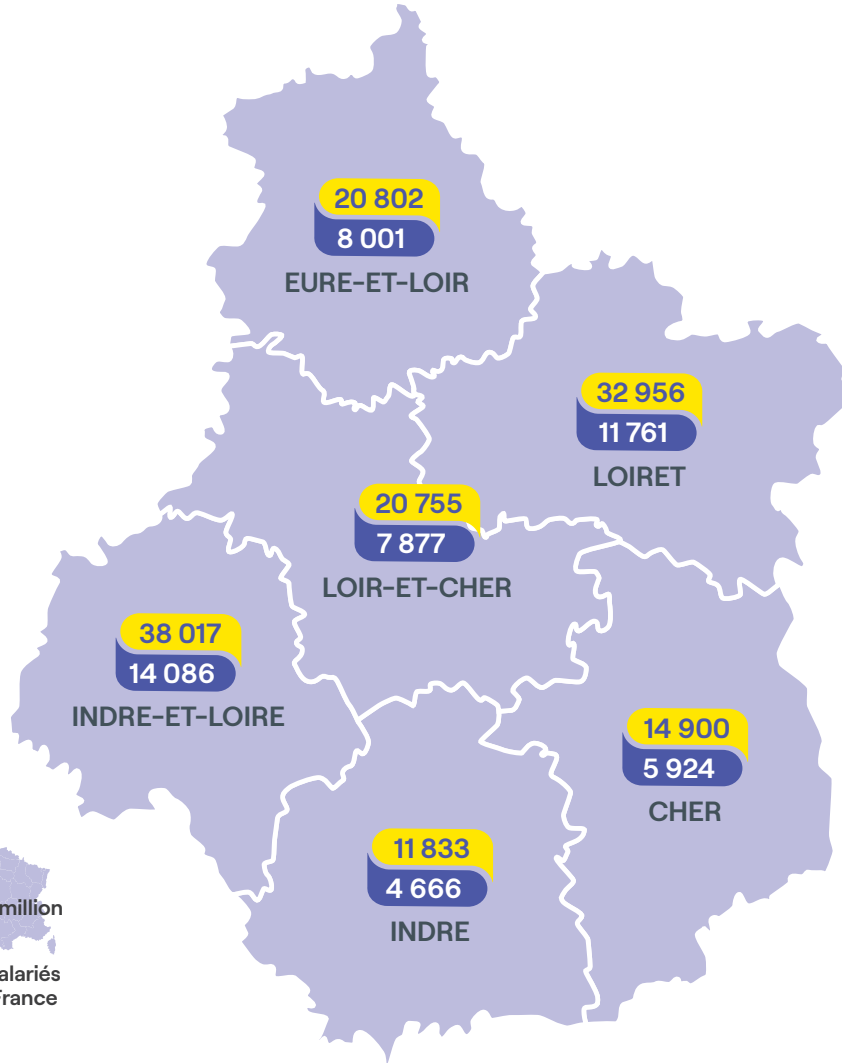 20 802
8 001
EURE-ET-LOIR
32 956
11 761
LOIRET
20 755
7 877
LOIR-ET-CHER
38 017
14 086
INDRE-ET-LOIRE
14 900
5 924
CHER
11 833
4 666
INDRE
million
alariés
France